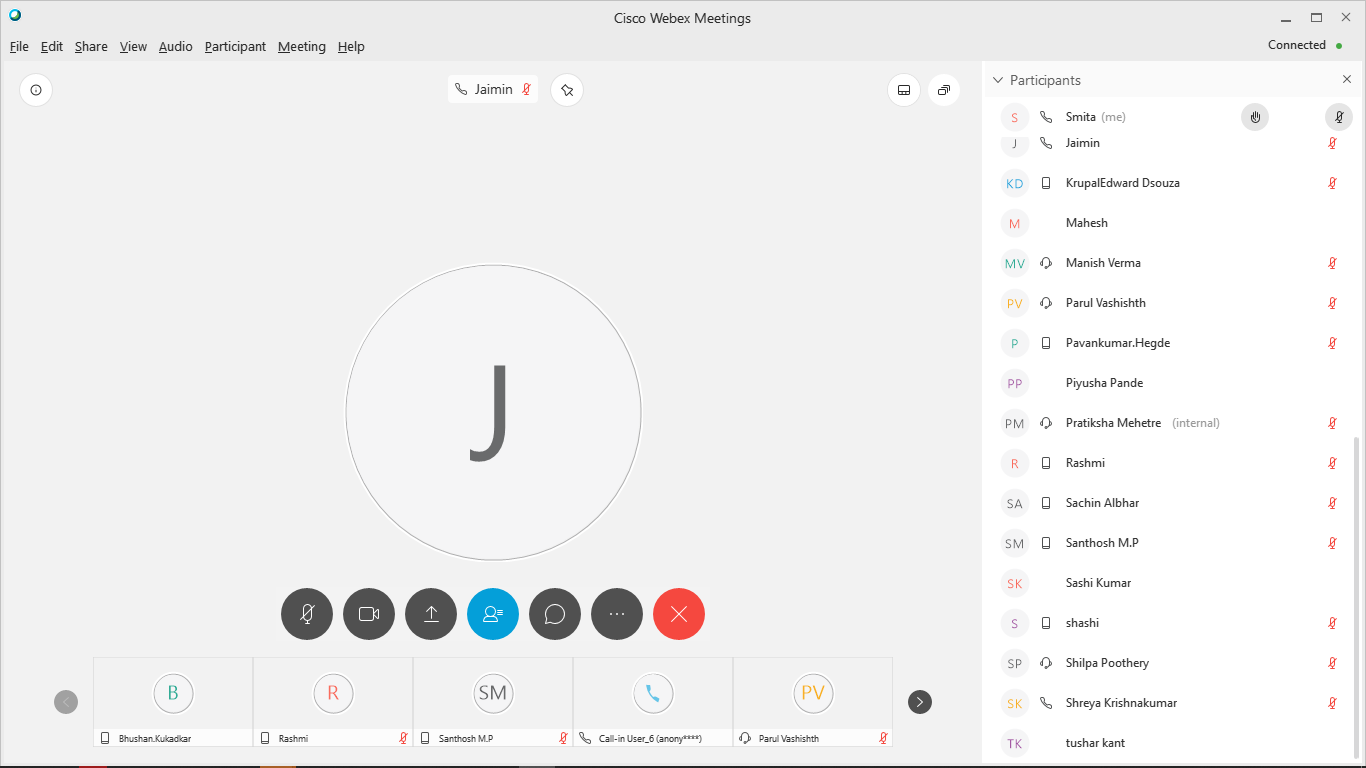 Cisco Webex Meetings
File Edit Share View Audio Participant Meeting Help
Connected
Jaimin
J
B
Bhushan.Kukadkar
R
Rashmi
SM
Santhosh M.P
Call-in User_6 (anony****)
PV
Parul Vashishth
Participants
S Smita (me)
J Jaimin
KD KrupalEdward Dsouza
M Mahesh
MV Manish Verma
PV Parul Vashishth
P Pavankumar.Hegde
PP Piyusha Pande
PM Pratiksha Mehetre (internal)
R Rashmi
SA Sachin Albhar
SM Santhosh M.P
SK Sashi Kumar
S shashi
SP Shilpa Poothery
SK Shreya Krishnakumar
TK tushar kant